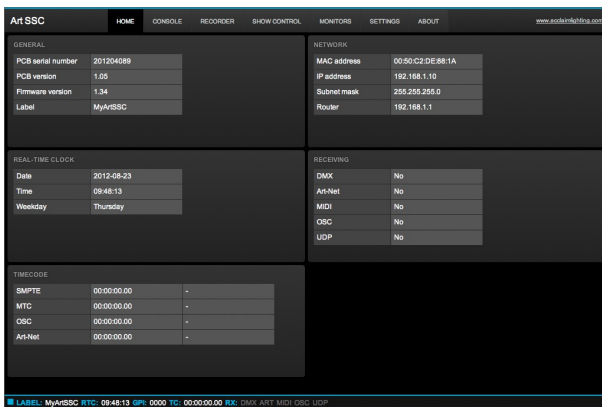 Art SSC HOME CONSOLE RECORDER SHOW CONTROL MONITORS SETTINGS ABOUT www.acclaimlighting.com
GENERAL
PCB serial number 201204089
PCB version 1.05
Firmware version 1.34
Label MyArtSSC
NETWORK
MAC address 00:50:C2:DE:88:1A
IP address 192.168.1.10
Subnet mask 255.255.255.0
Router 192.168.1.1
REAL-TIME CLOCK
Date 2012-08-23
Time 09:48:13
Weekday Thursday
RECEIVING
DMX No
Art-Net No
MIDI No
OSC No
UDP No
TIMECODE
SMPTE 00:00:00.00 -
MTC 00:00:00.00 -
OSC 00:00:00.00 -
Art-Net 00:00:00.00 -
LABEL: MyArtSSC RTC: 09:48:13 GPI: 0000 TC: 00:00:00.00 RX: DMX ART MIDI OSC UDP